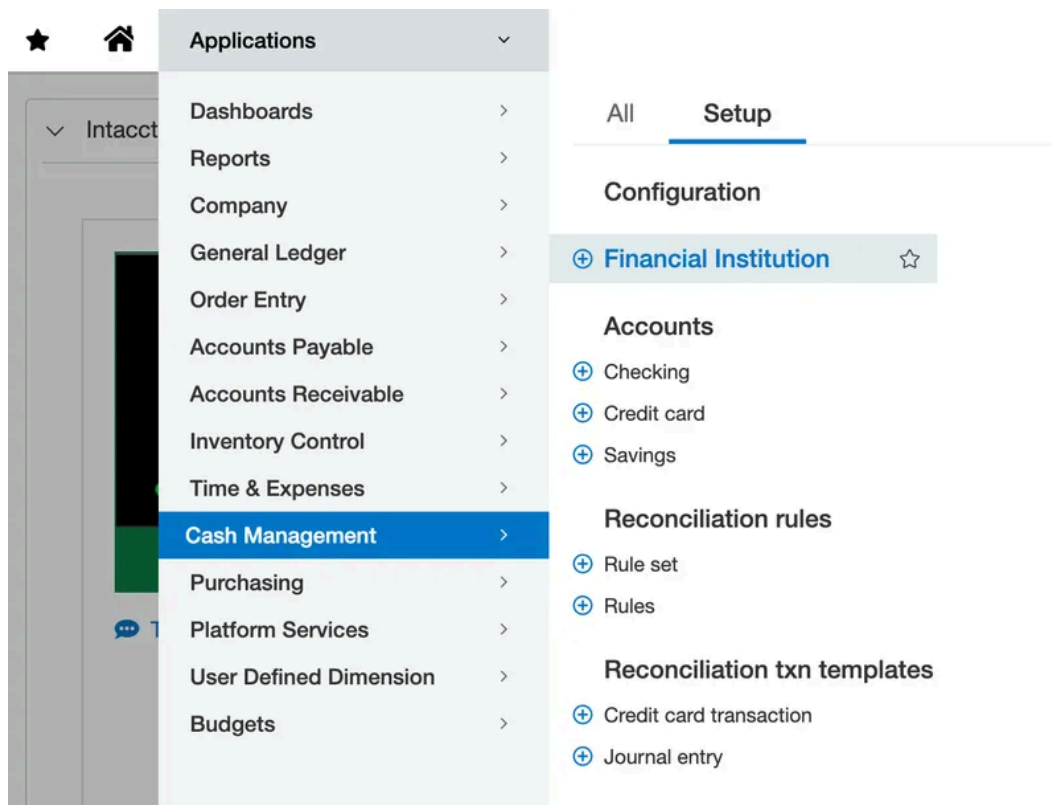 Applications
Intacct
Dashboards
Reports
Company
General Ledger
Order Entry
Accounts Payable
Accounts Receivable
Inventory Control
Time & Expenses
Cash Management
Purchasing
Platform Services
User Defined Dimension
Budgets
All
Setup
Configuration
Financial Institution
Accounts
Checking
Credit card
Savings
Reconciliation rules
Rule set
Rules
Reconciliation txn templates
Credit card transaction
Journal entry